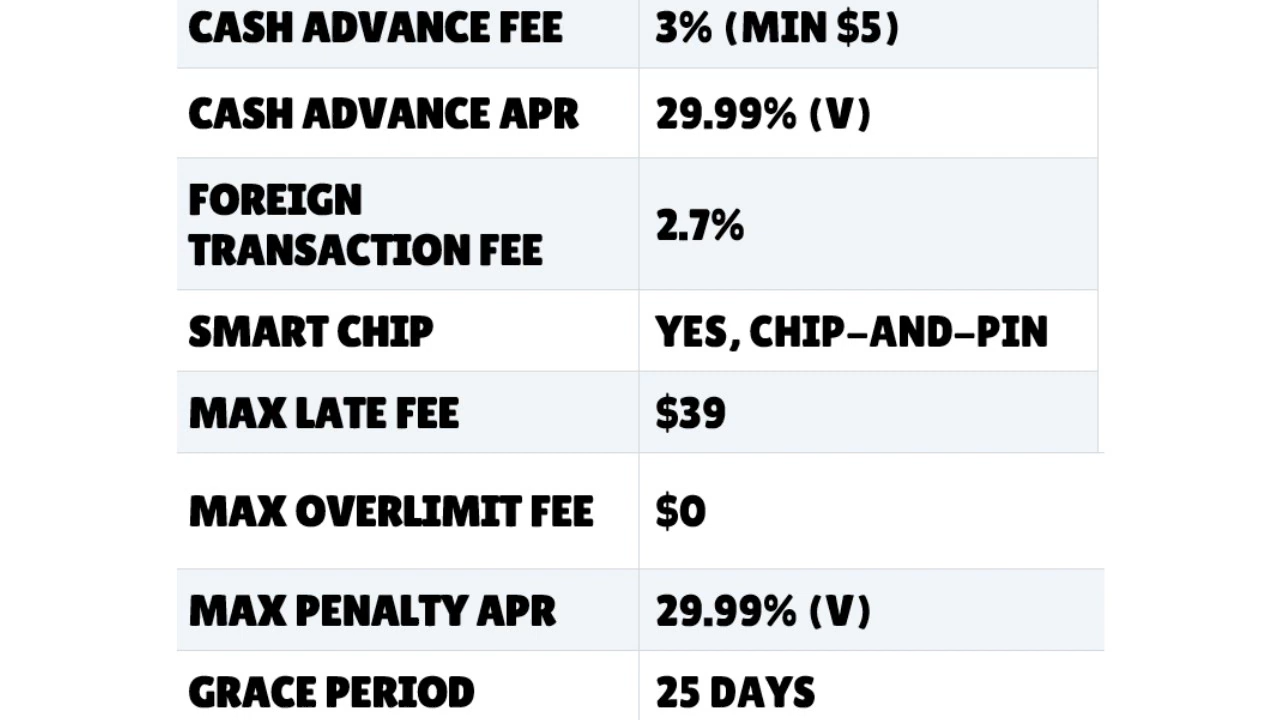 CASH ADVANCE FEE 3% (MIN $5)
CASH ADVANCE APR 29.99% (V)
FOREIGN
TRANSACTION FEE 2.7%
SMART CHIP YES, CHIP-AND-PIN
MAX LATE FEE $39
MAX OVERLIMIT FEE $0
MAX PENALTY APR 29.99% (V)
GRACE PERIOD 25 DAYS